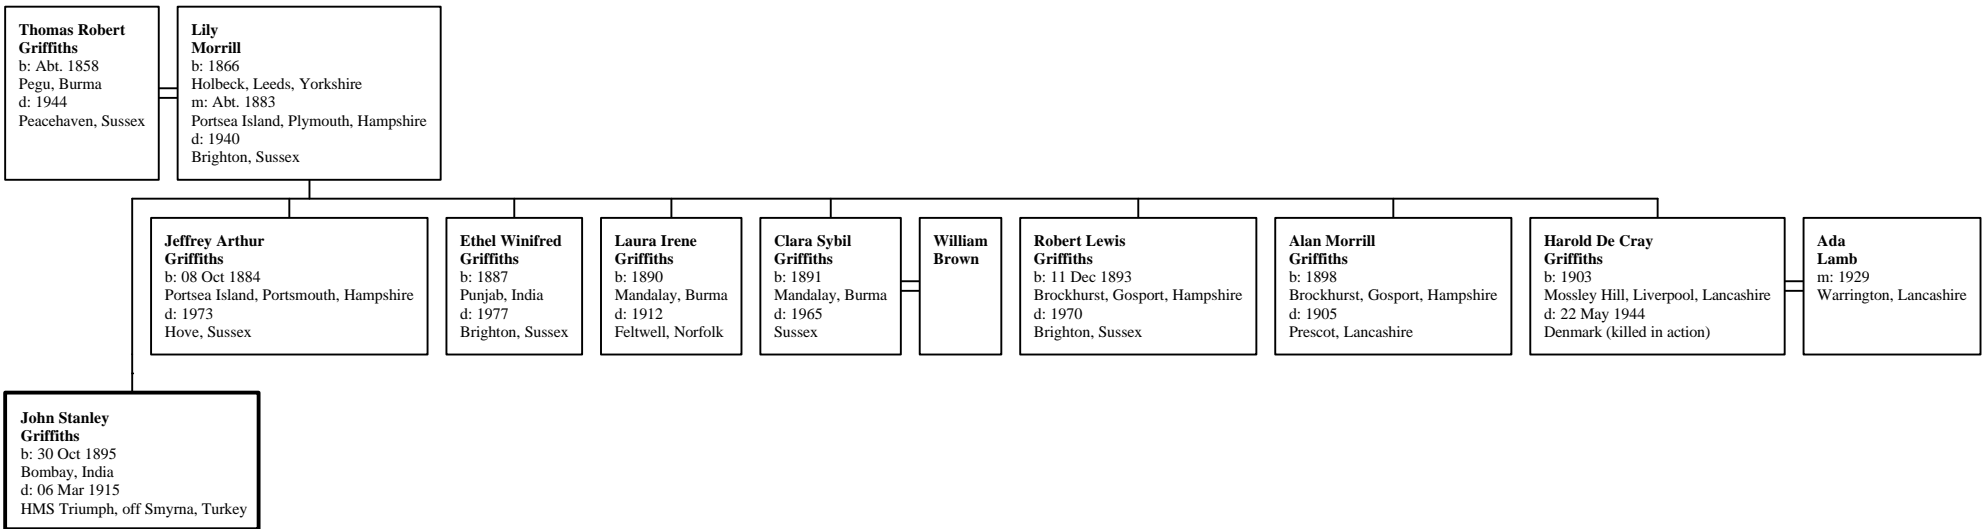 Thomas Robert
Griffiths
b: Abt. 1858
Pegu, Burma
d: 1944
Peacehaven, Sussex
Lily
Morrill
b: 1866
Holbeck, Leeds, Yorkshire
m: Abt. 1883
Portsea Island, Plymouth, Hampshire
d: 1940
Brighton, Sussex
Jeffrey Arthur
Griffiths
b: 08 Oct 1884
Portsea Island, Portsmouth, Hampshire
d: 1973
Hove, Sussex
Ethel Winifred
Griffiths
b: 1887
Punjab, India
d: 1977
Brighton, Sussex
Laura Irene
Griffiths
b: 1890
Mandalay, Burma
d: 1912
Feltwell, Norfolk
Clara Sybil
Griffiths
b: 1891
Mandalay, Burma
d: 1965
Sussex
William
Brown
Robert Lewis
Griffiths
b: 11 Dec 1893
Brockhurst, Gosport, Hampshire
d: 1970
Brighton, Sussex
Alan Morrill
Griffiths
b: 1898
Brockhurst, Gosport, Hampshire
d: 1905
Prescot, Lancashire
Harold De Cray
Griffiths
b: 1903
Mossley Hill, Liverpool, Lancashire
d: 22 May 1944
Denmark (killed in action)
Ada
Lamb
m: 1929
Warrington, Lancashire
John Stanley
Griffiths
b: 30 Oct 1895
Bombay, India
d: 06 Mar 1915
HMS Triumph, off Smyrna, Turkey